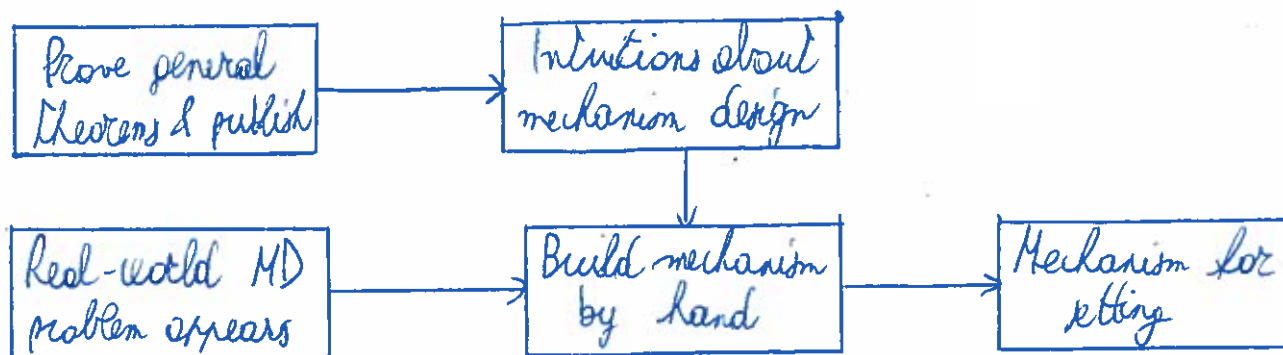 Prove general
theorems & publish
Intuitions about
mechanism design
Real-world MD
problem appears
Build mechanism
by hand
Mechanism for
setting